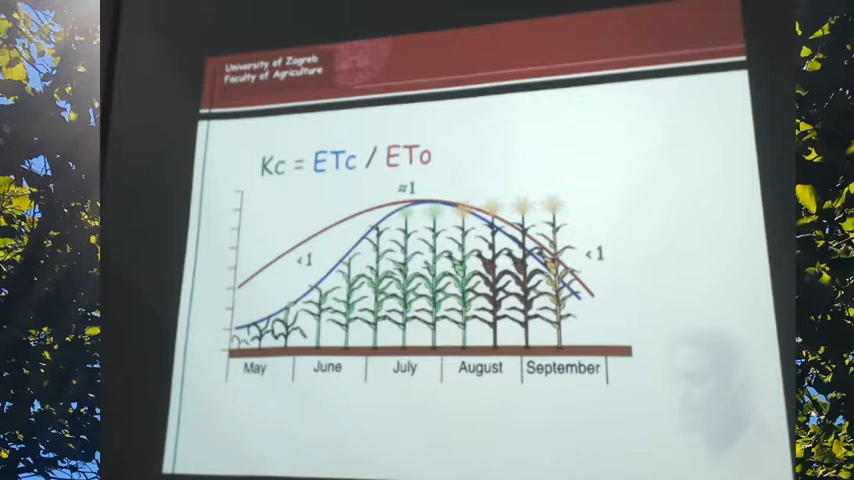 University of Zagreb
Faculty of Agriculture
Kc = ETc / ETo
≈1
<1
<1
May June July August September